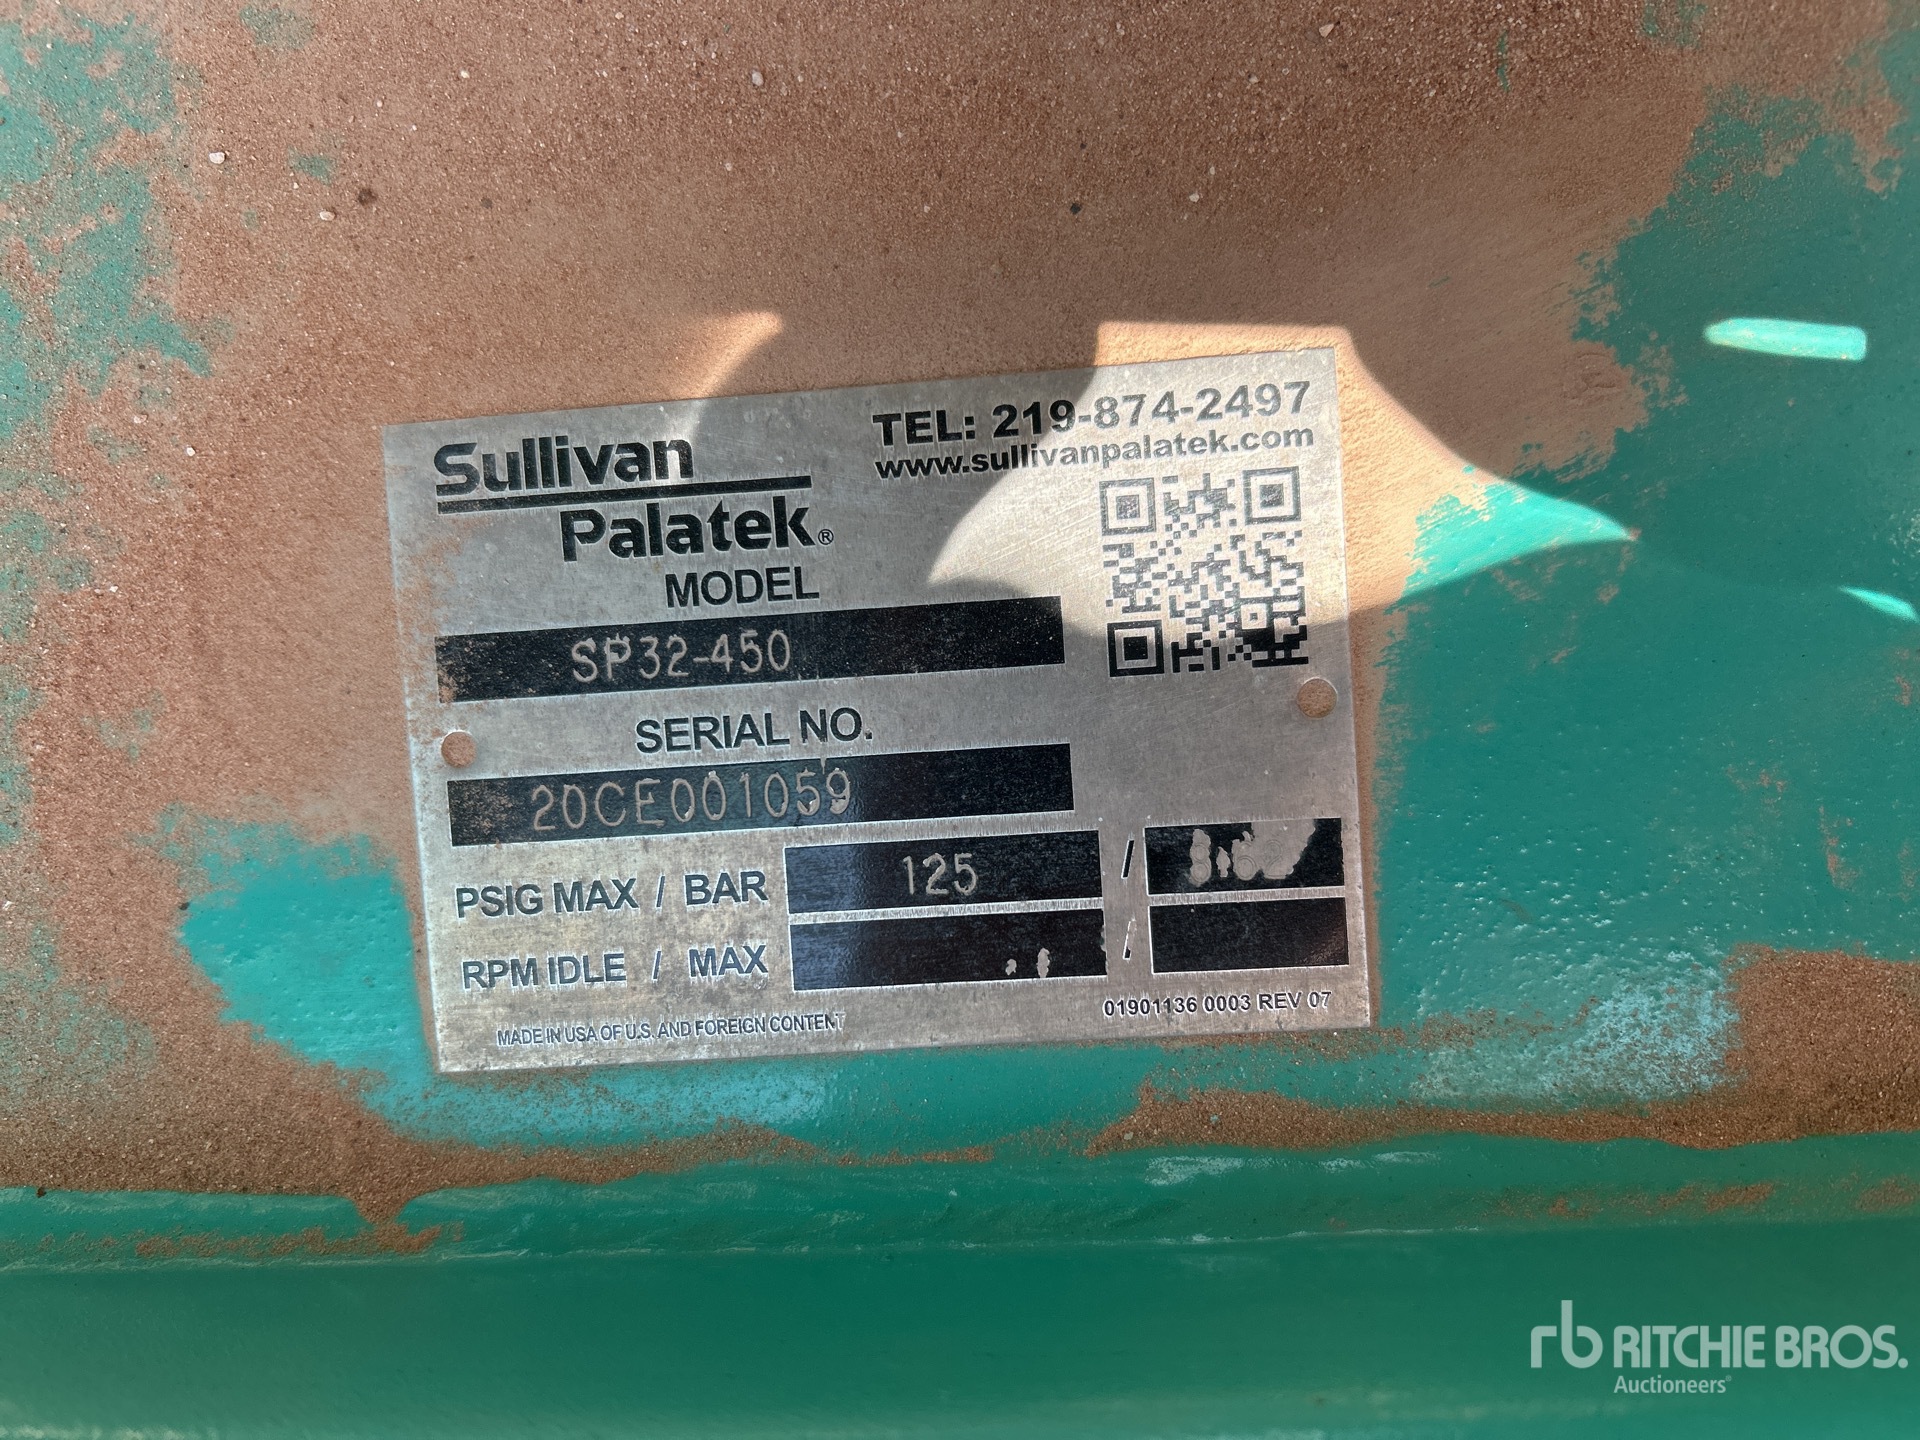 Sullivan
Palatek®
TEL: 219-874-2497
www.sullivanpalatek.com
MODEL
SP32-450
SERIAL NO.
20CE001059
PSIG MAX / BAR 125 /
RPM IDLE / MAX /
MADE IN USA OF U.S. AND FOREIGN CONTENT
01901136 0003 REV 07
rb RITCHIE BROS.
Auctioneers